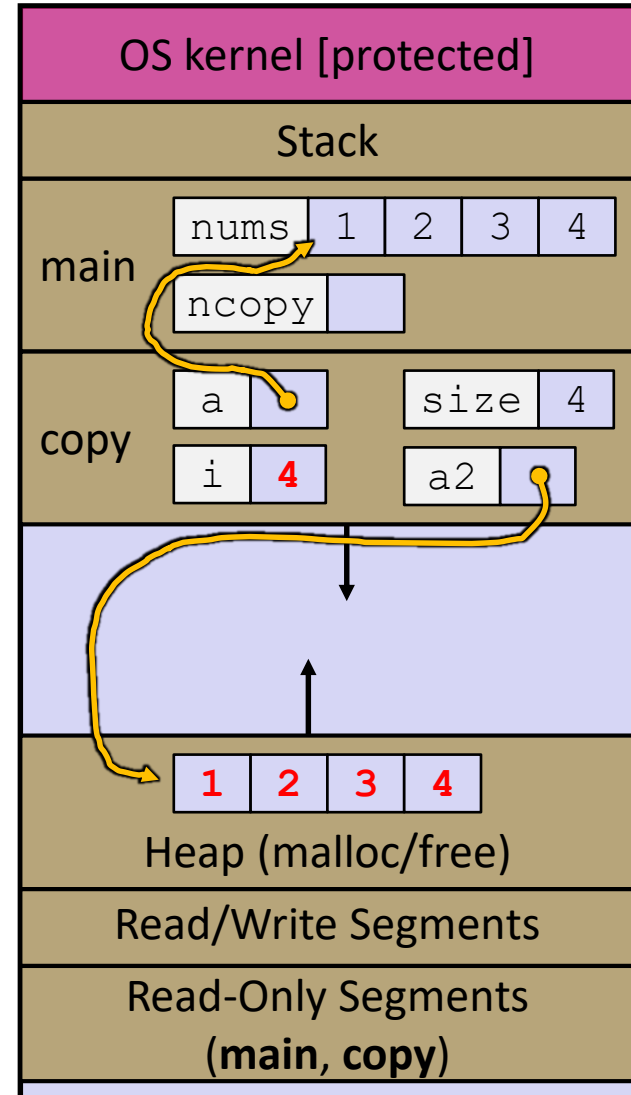 OS kernel [protected]
Stack
nums 1 2 3 4
main
ncopy
a size 4
copy
i 4 a2
1 2 3 4
Heap (malloc/free)
Read/Write Segments
Read-Only Segments
(main, copy)